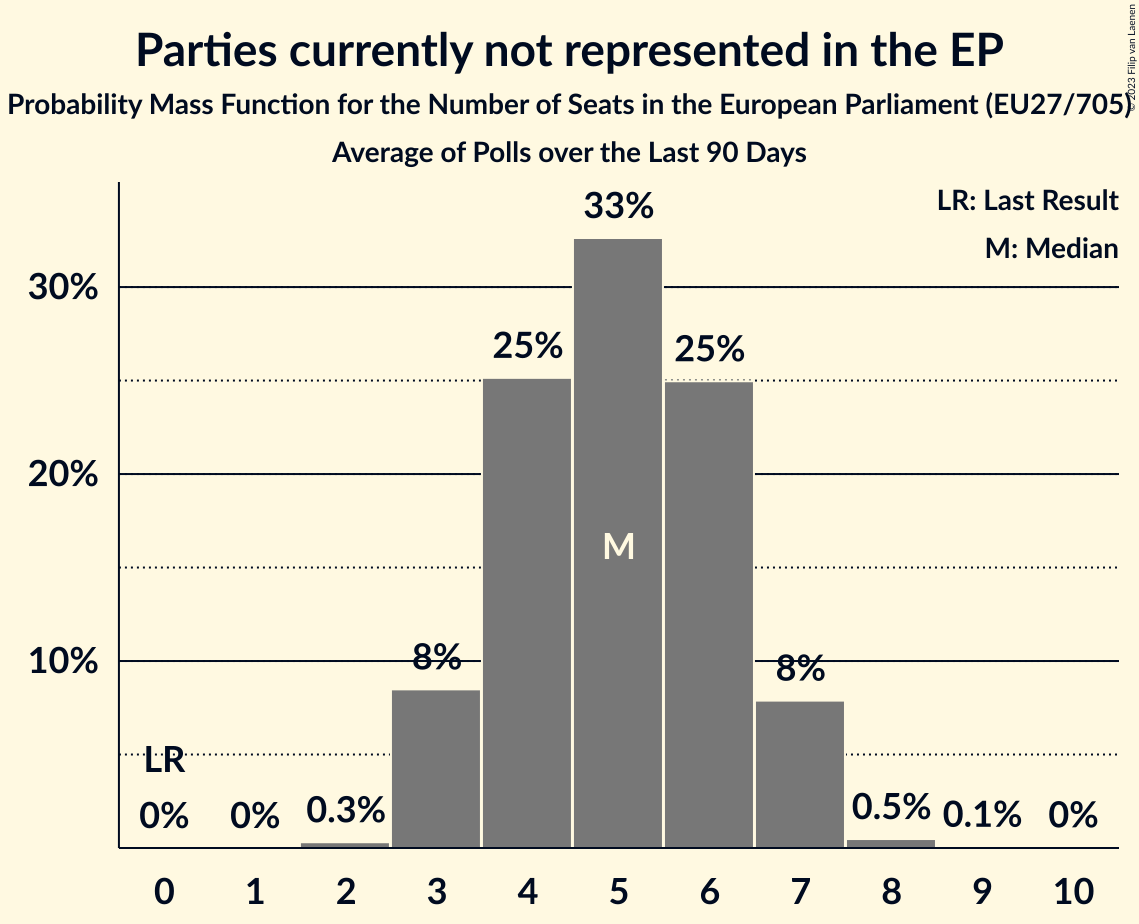 Parties currently not represented in the EP
Probability Mass Function for the Number of Seats in the European Parliament (EU27/705)
Average of Polls over the Last 90 Days
© 2023 Filip van Laenen
LR: Last Result
M: Median
33%
30%
25%
25%
20%
M
10%
8%
8%
LR
0%
0%
0.3%
0.5%
0.1%
0%
0 1 2 3 4 5 6 7 8 9 10